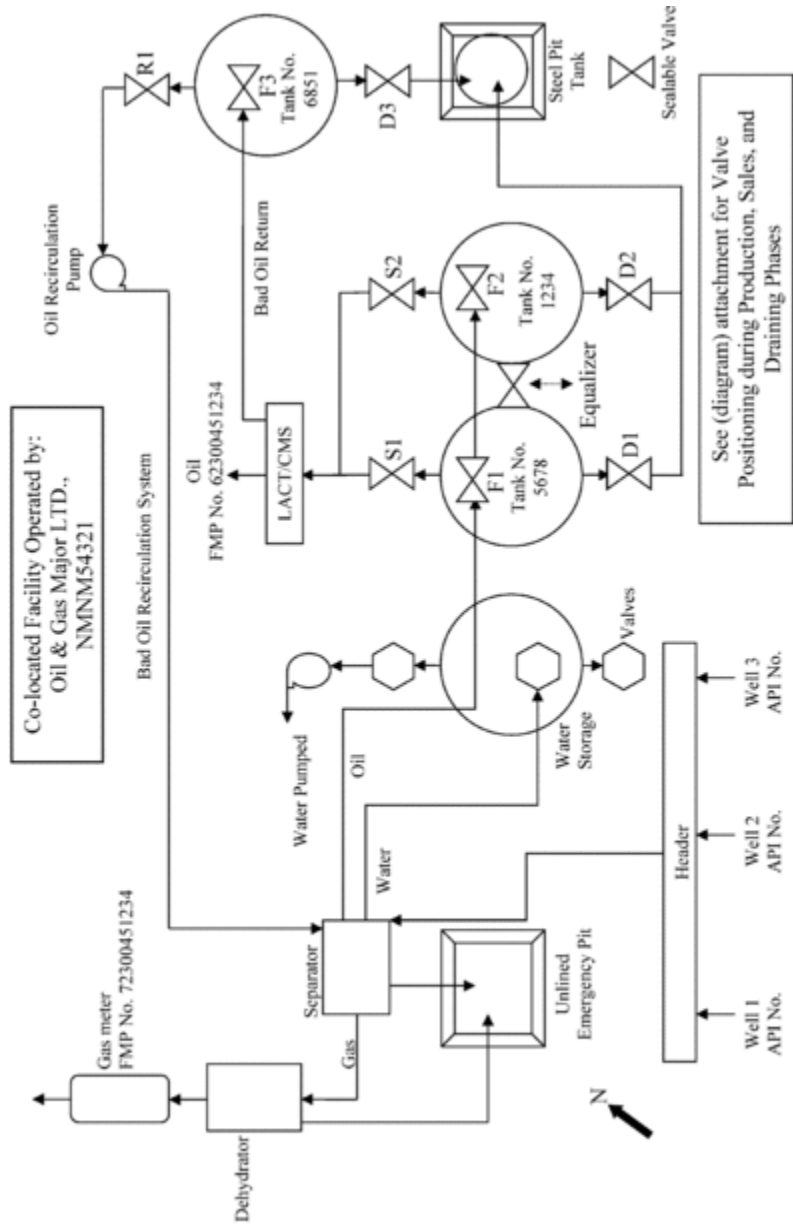 Co-located Facility Operated by:
Oil & Gas Major LTD.,
NMNM54321
Gas meter
FMP No. 72300451234
Dehydrator
Gas
Separator
Unlined
Emergency Pit
N
Bad Oil Recirculation System
Oil Recirculation
Pump
Oil
Water
Water Pumped
Water
Storage
Valves
Header
Well 1
API No.
Well 2
API No.
Well 3
API No.
Oil
FMP No. 62300451234
LACT/CMS
Bad Oil Return
S1
S2
F1
Tank No.
5678
F2
Tank No.
1234
Equalizer
D1
D2
R1
F3
Tank No.
6851
D3
Steel Pit
Tank
Sealable Valve
See (diagram) attachment for Valve
Positioning during Production, Sales, and
Draining Phases